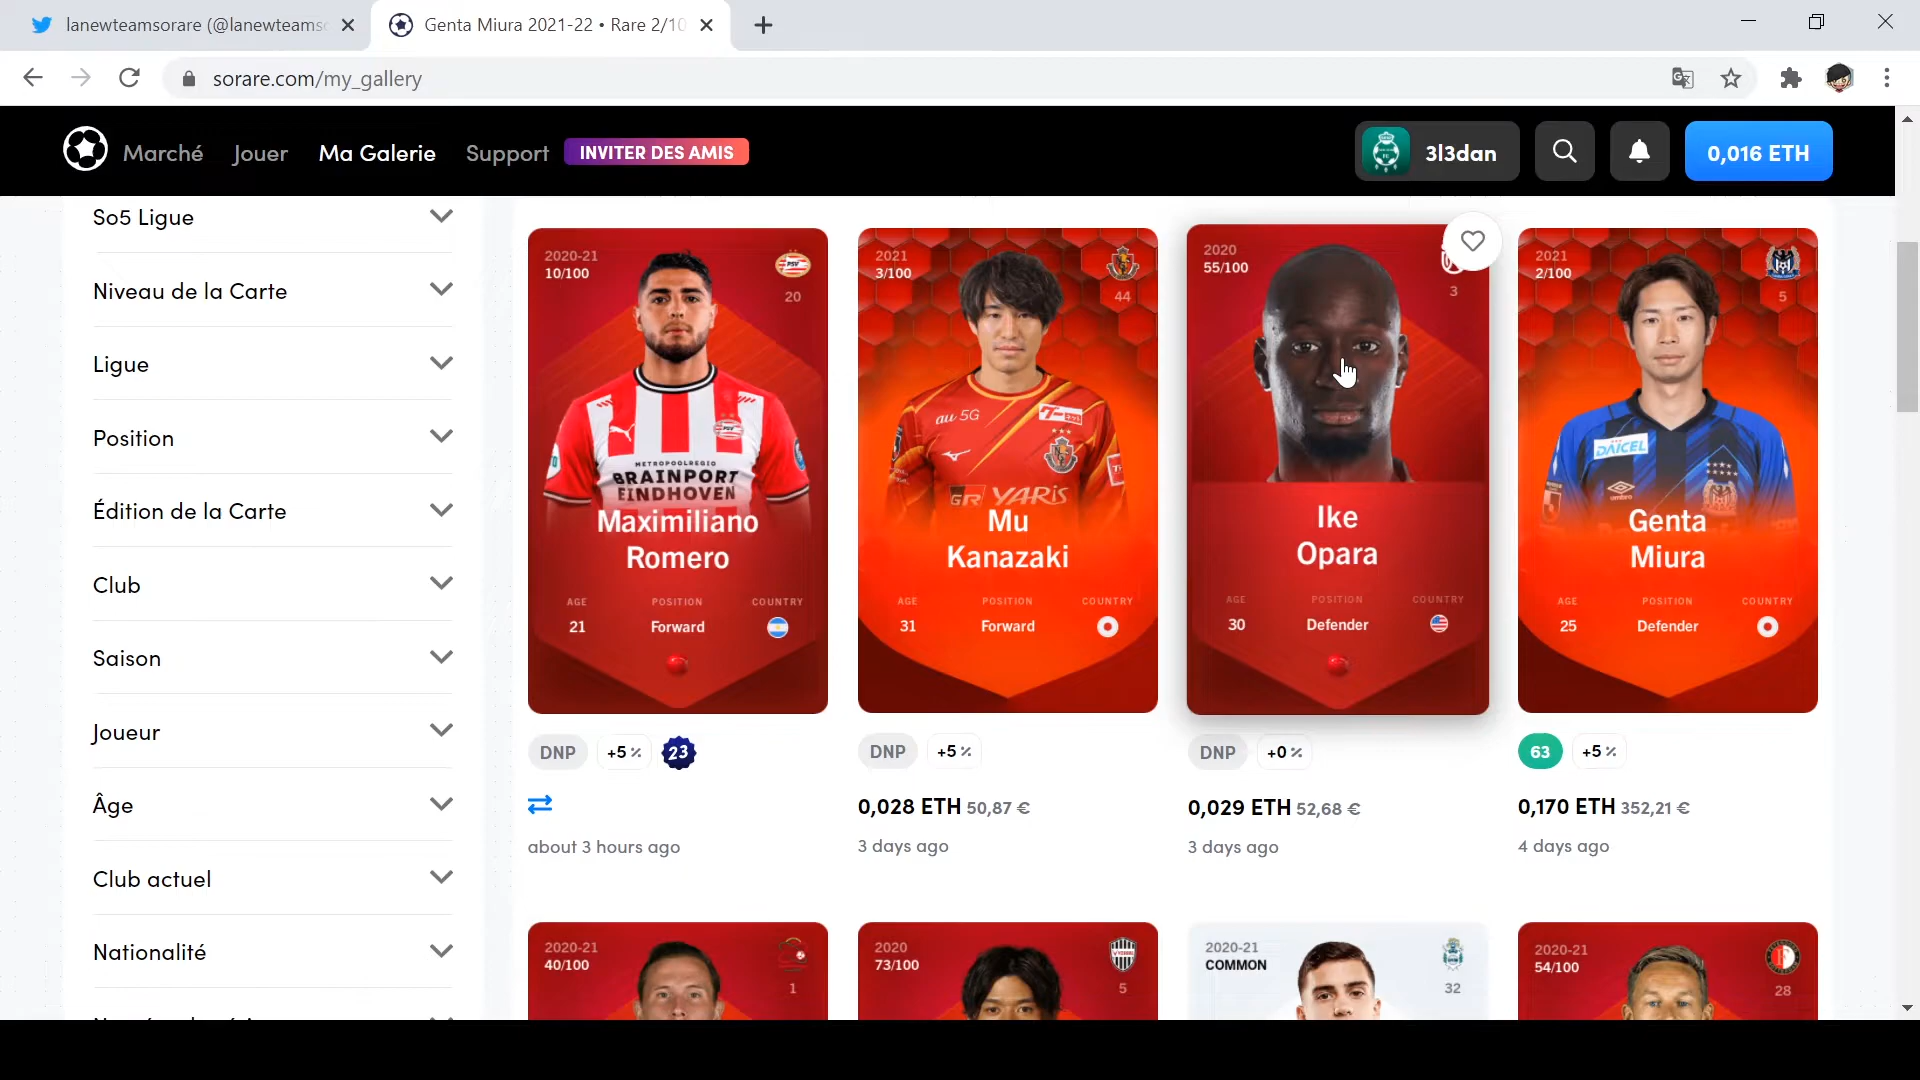 lanewteamsorare (@lanewteamsc
Genta Miura 2021-22 • Rare 2/10
sorare.com/my_gallery
Marché
Jouer
Ma Galerie
Support
INVITER DES AMIS
3l3dan
0,016 ETH
So5 Ligue
Niveau de la Carte
Ligue
Position
Édition de la Carte
Club
Saison
Joueur
Âge
Club actuel
Nationalité
2020-21
10/100
PSV
20
METROPOOLREGIO
BRAINPORT
EINDHOVEN
Maximiliano
Romero
AGE POSITION COUNTRY
21 Forward
DNP +5 % 23
about 3 hours ago
2021
3/100
44
au 5G
GR YARiS
Mu
Kanazaki
AGE POSITION COUNTRY
31 Forward
DNP +5 %
0,028 ETH 50,87 €
3 days ago
2020
55/100
3
Ike
Opara
AGE POSITION COUNTRY
30 Defender
DNP +0 %
0,029 ETH 52,68 €
3 days ago
2021
2/100
5
DAICEL
umbro
Genta
Miura
AGE POSITION COUNTRY
25 Defender
63 +5 %
0,170 ETH 352,21 €
4 days ago
2020-21
40/100
1
2020
73/100
5
2020-21
COMMON
32
2020-21
54/100
28